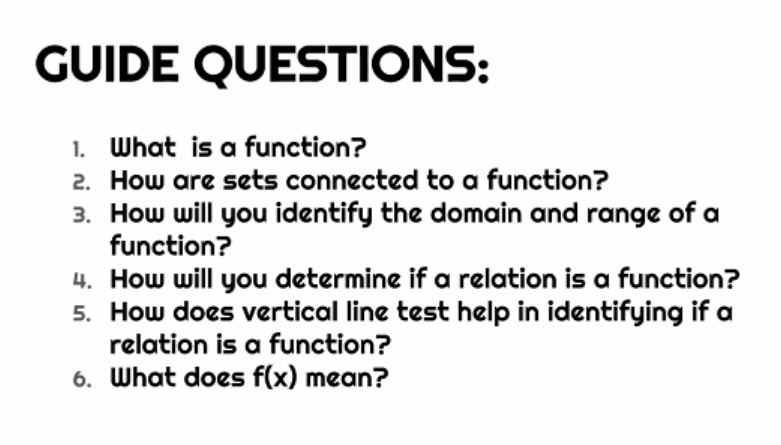 GUIDE QUESTIONS:
1. What is a function?
2. How are sets connected to a function?
3. How will you identify the domain and range of a
function?
4. How will you determine if a relation is a function?
5. How does vertical line test help in identifying if a
relation is a function?
6. What does f(x) mean?